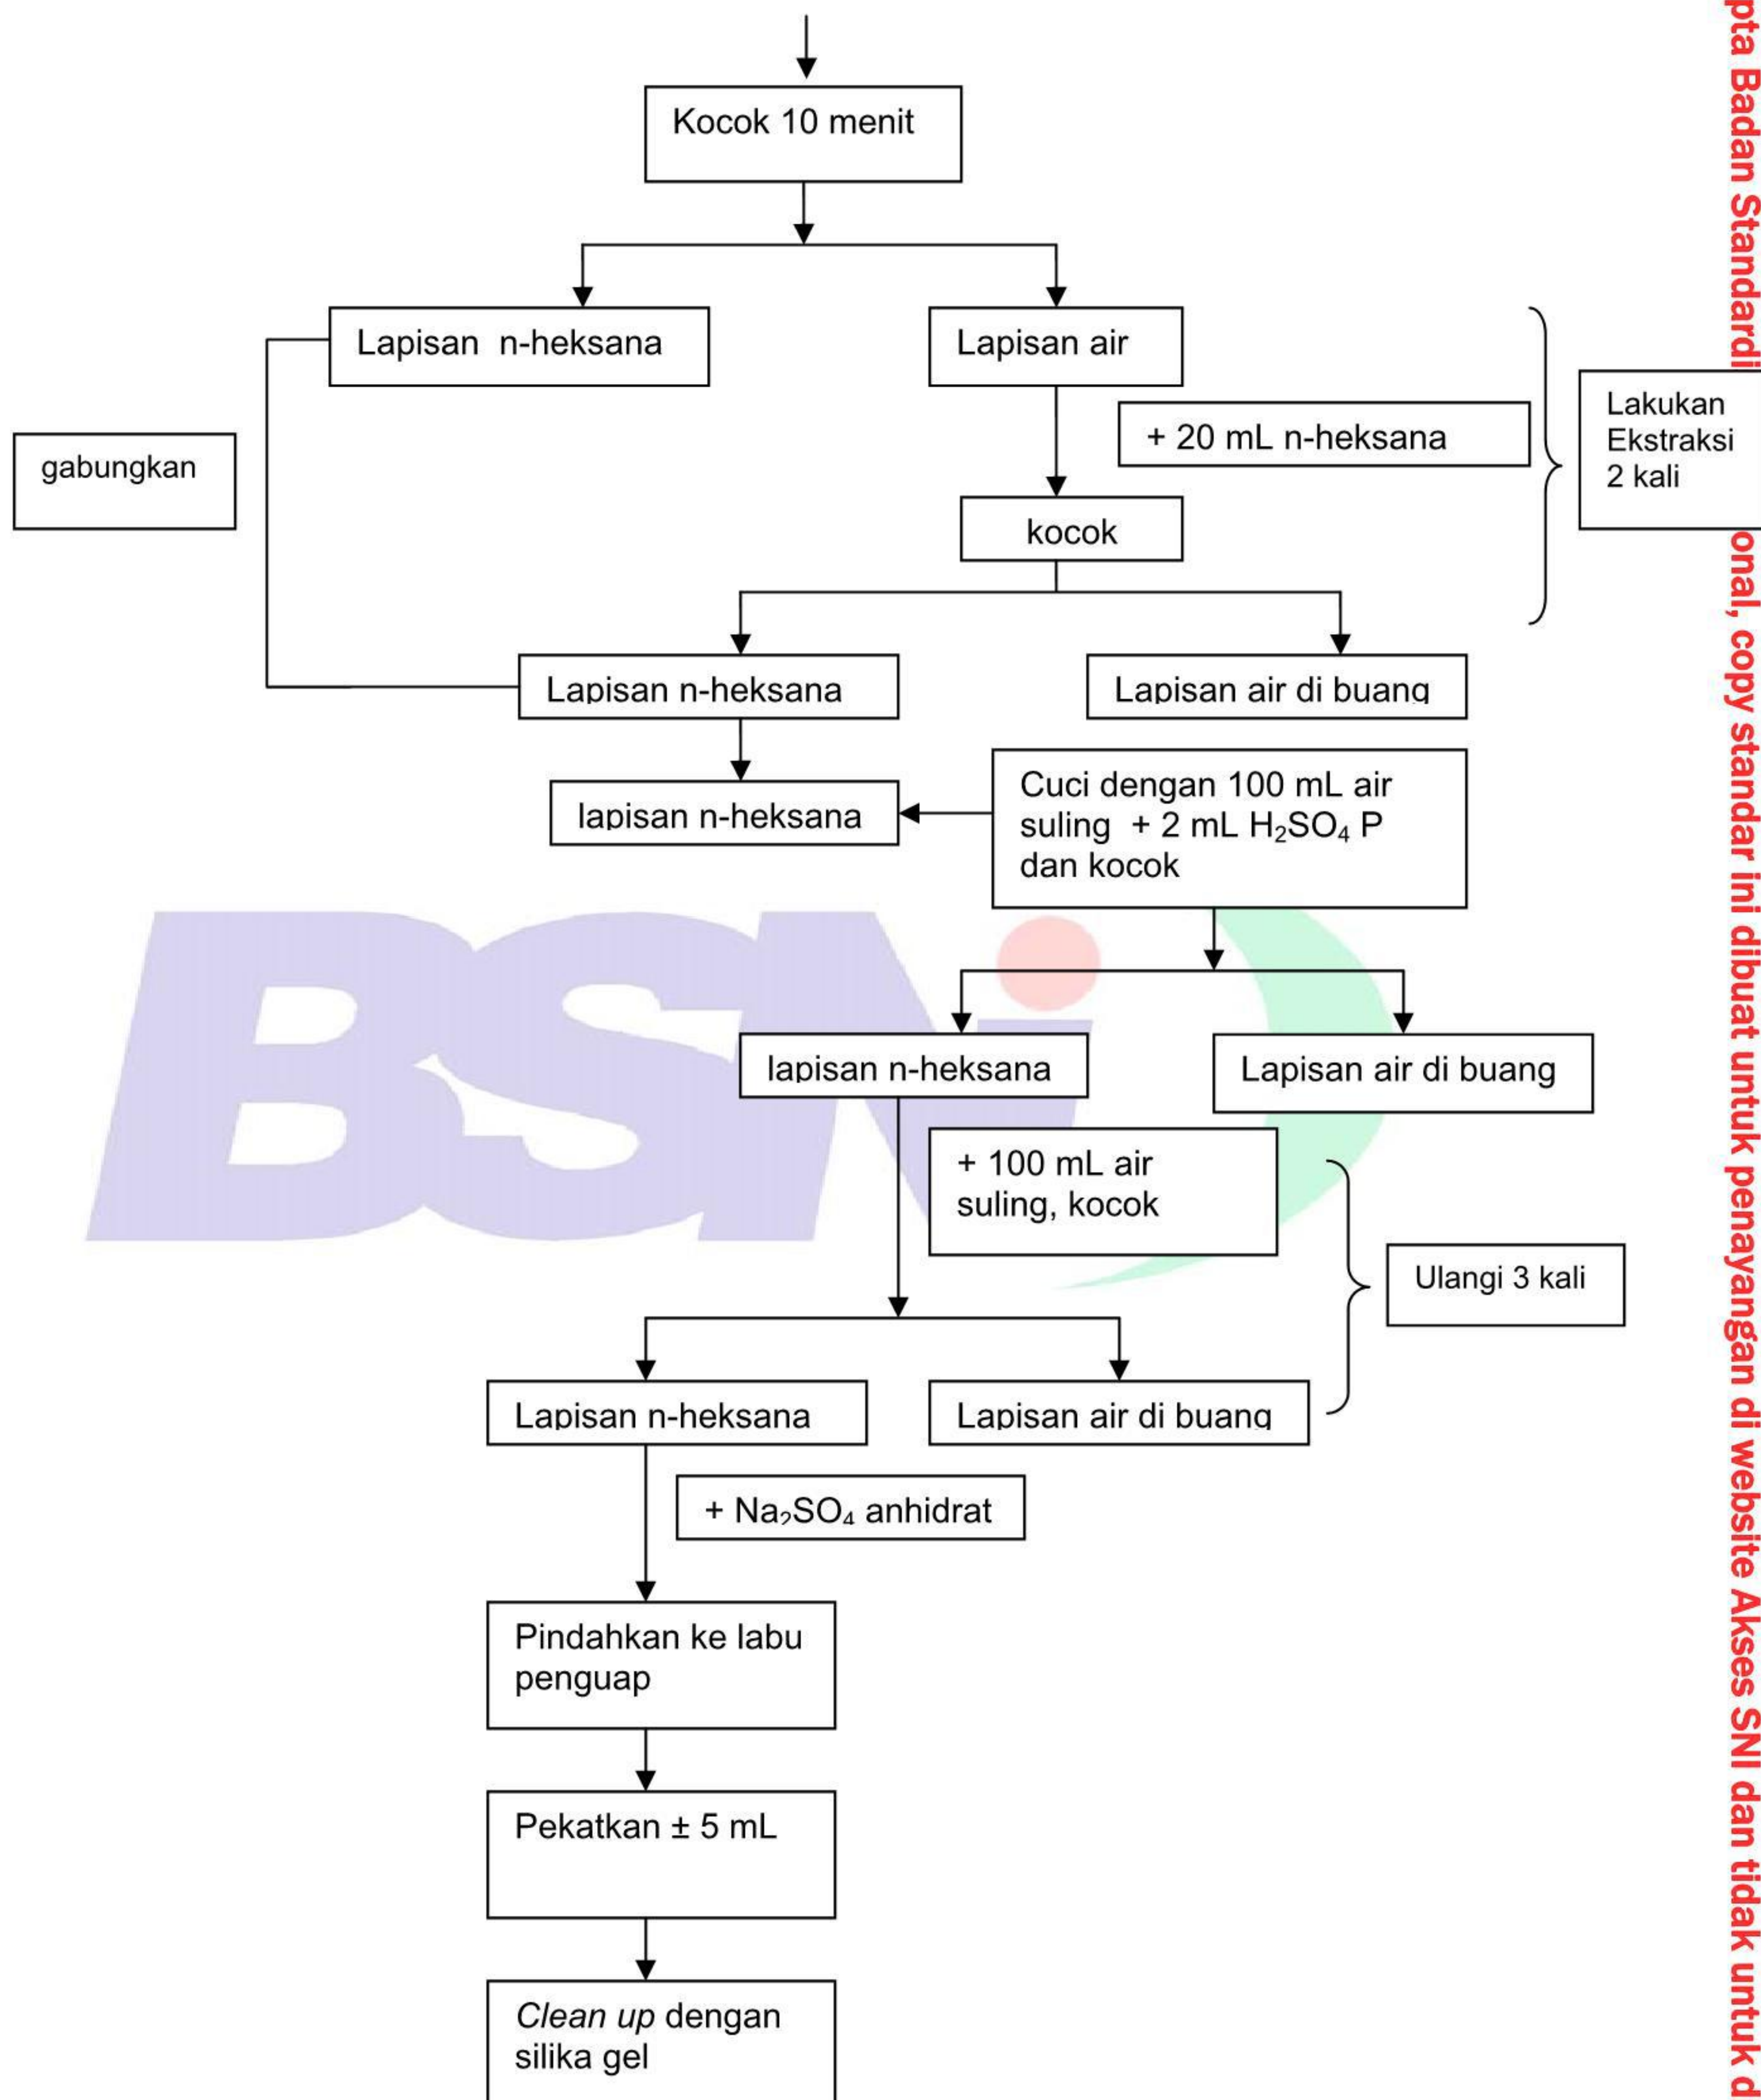 Kocok 10 menit
Lapisan n-heksana
Lapisan air
+ 20 mL n-heksana
Lakukan
Ekstraksi
2 kali
gabungkan
kocok
Lapisan n-heksana
Lapisan air di buang
lapisan n-heksana
Cuci dengan 100 mL air
suling + 2 mL H₂SO₄ P
dan kocok
lapisan n-heksana
Lapisan air di buang
+ 100 mL air
suling, kocok
Ulangi 3 kali
Lapisan n-heksana
Lapisan air di buang
+ Na₂SO₄ anhidrat
Pindahkan ke labu
penguap
Pekatkan ± 5 mL
Clean up dengan
silika gel
BSNi
Badan
copy standar ini dibuat untuk penayangan di website Akses SNI dan tidak untuk